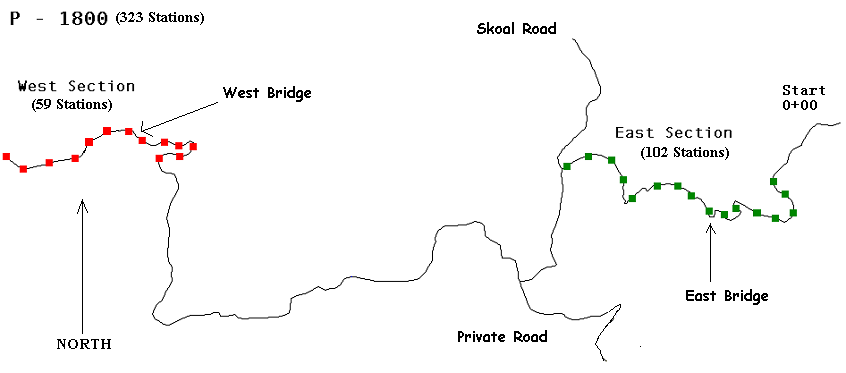 P - 1800 (323 Stations)
Skoal Road
West Section
(59 Stations)
West Bridge
Start
0+00
East Section
(102 Stations)
East Bridge
Private Road
NORTH